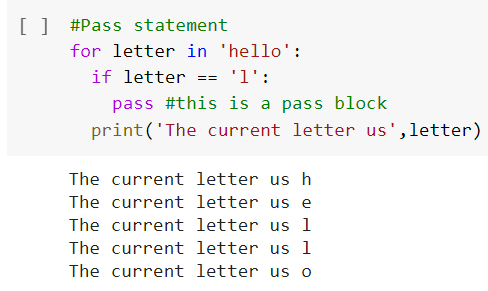 [ ] #Pass statement
for letter in 'hello':
  if letter == 'l':
    pass #this is a pass block
  print('The current letter us',letter)
The current letter us h
The current letter us e
The current letter us l
The current letter us l
The current letter us o